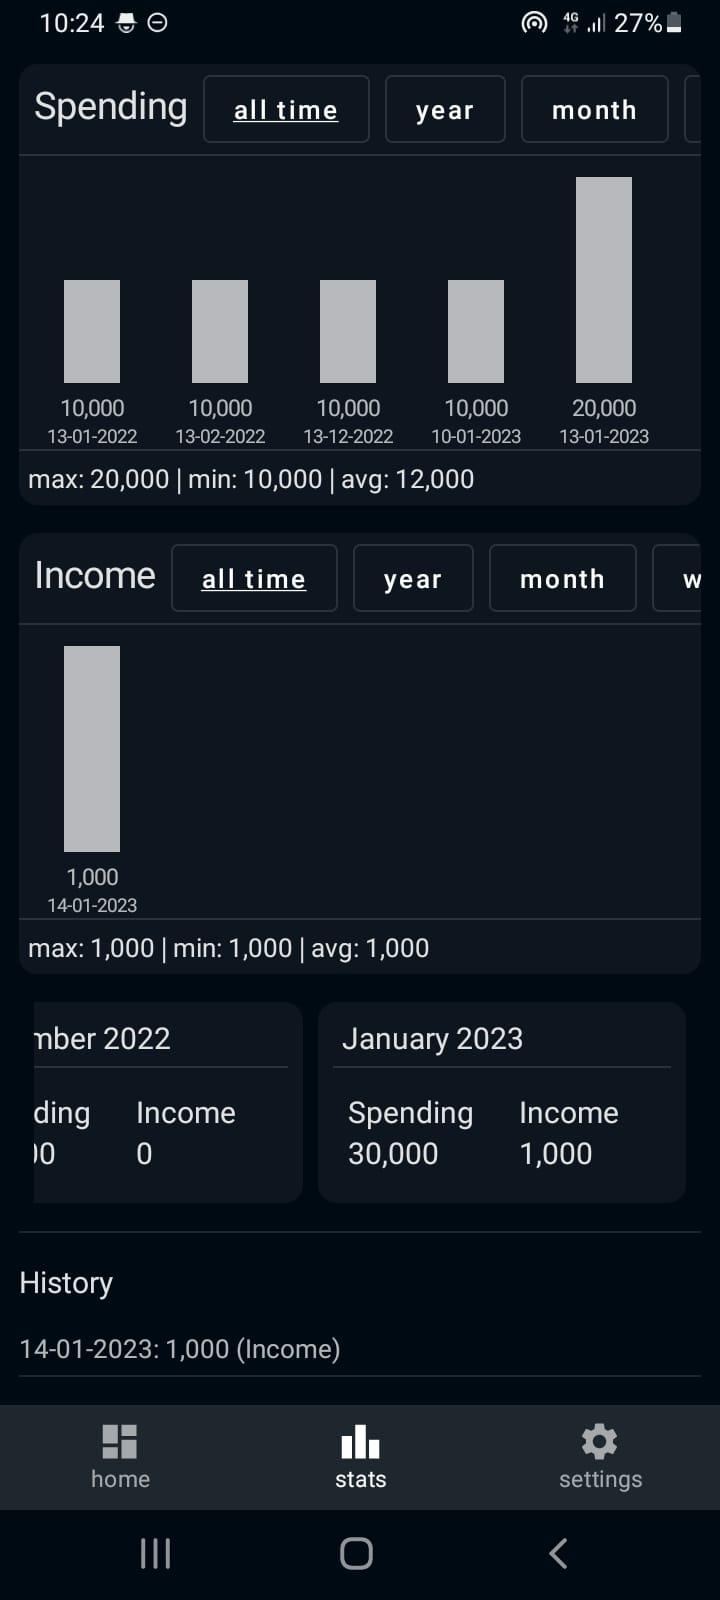 10:24 4G 27%
Spending all time year month
10,000 10,000 10,000 10,000 20,000
13-01-2022 13-02-2022 13-12-2022 10-01-2023 13-01-2023
max: 20,000 | min: 10,000 | avg: 12,000
Income all time year month w
1,000
14-01-2023
max: 1,000 | min: 1,000 | avg: 1,000
mber 2022 January 2023
ding Income Spending Income
00 0 30,000 1,000
History
14-01-2023: 1,000 (Income)
home stats settings